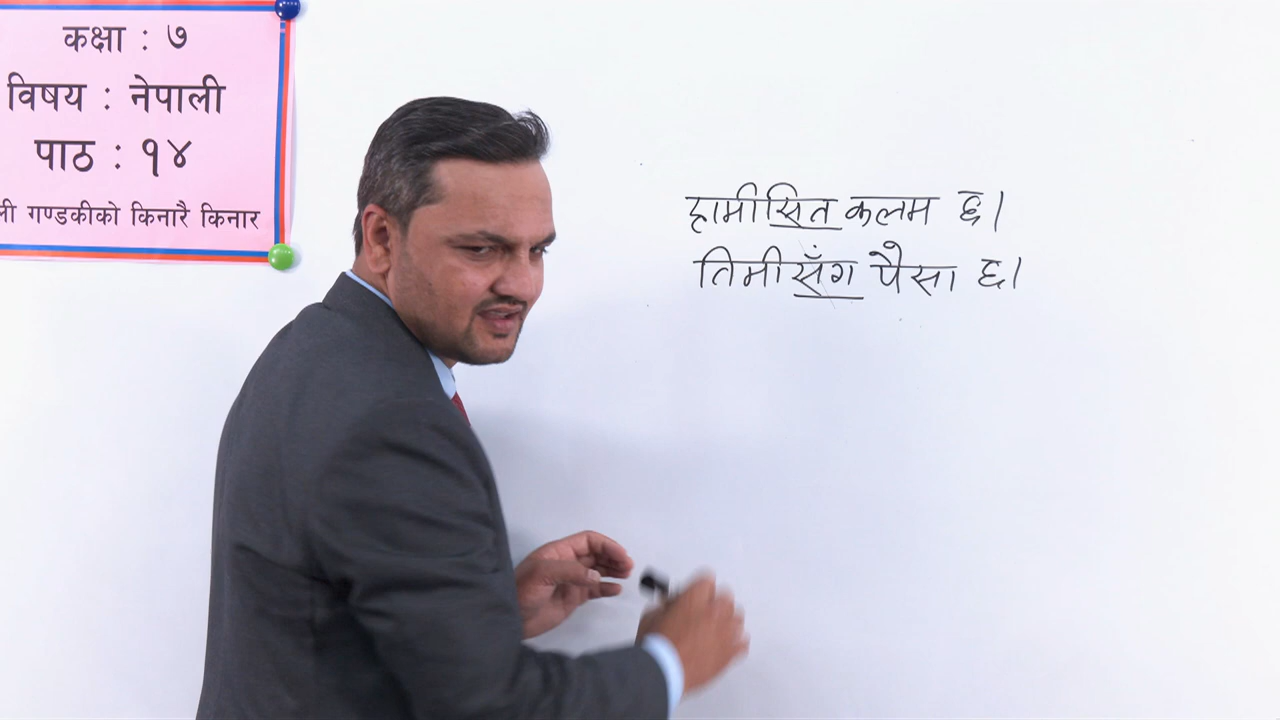 कक्षा : ७
विषय : नेपाली
पाठ : १४
ली गण्डकीको किनारै किनार
हामीसित कलम छ।
तिमीसँग पैसा छ।